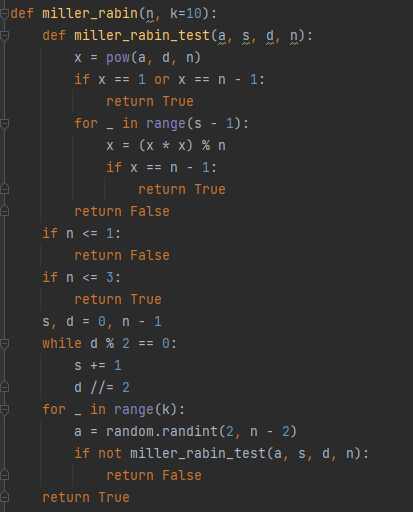 def miller_rabin(n, k=10):
    def miller_rabin_test(a, s, d, n):
        x = pow(a, d, n)
        if x == 1 or x == n - 1:
            return True
        for _ in range(s - 1):
            x = (x * x) % n
            if x == n - 1:
                return True
        return False
    if n <= 1:
        return False
    if n <= 3:
        return True
    s, d = 0, n - 1
    while d % 2 == 0:
        s += 1
        d //= 2
    for _ in range(k):
        a = random.randint(2, n - 2)
        if not miller_rabin_test(a, s, d, n):
            return False
    return True